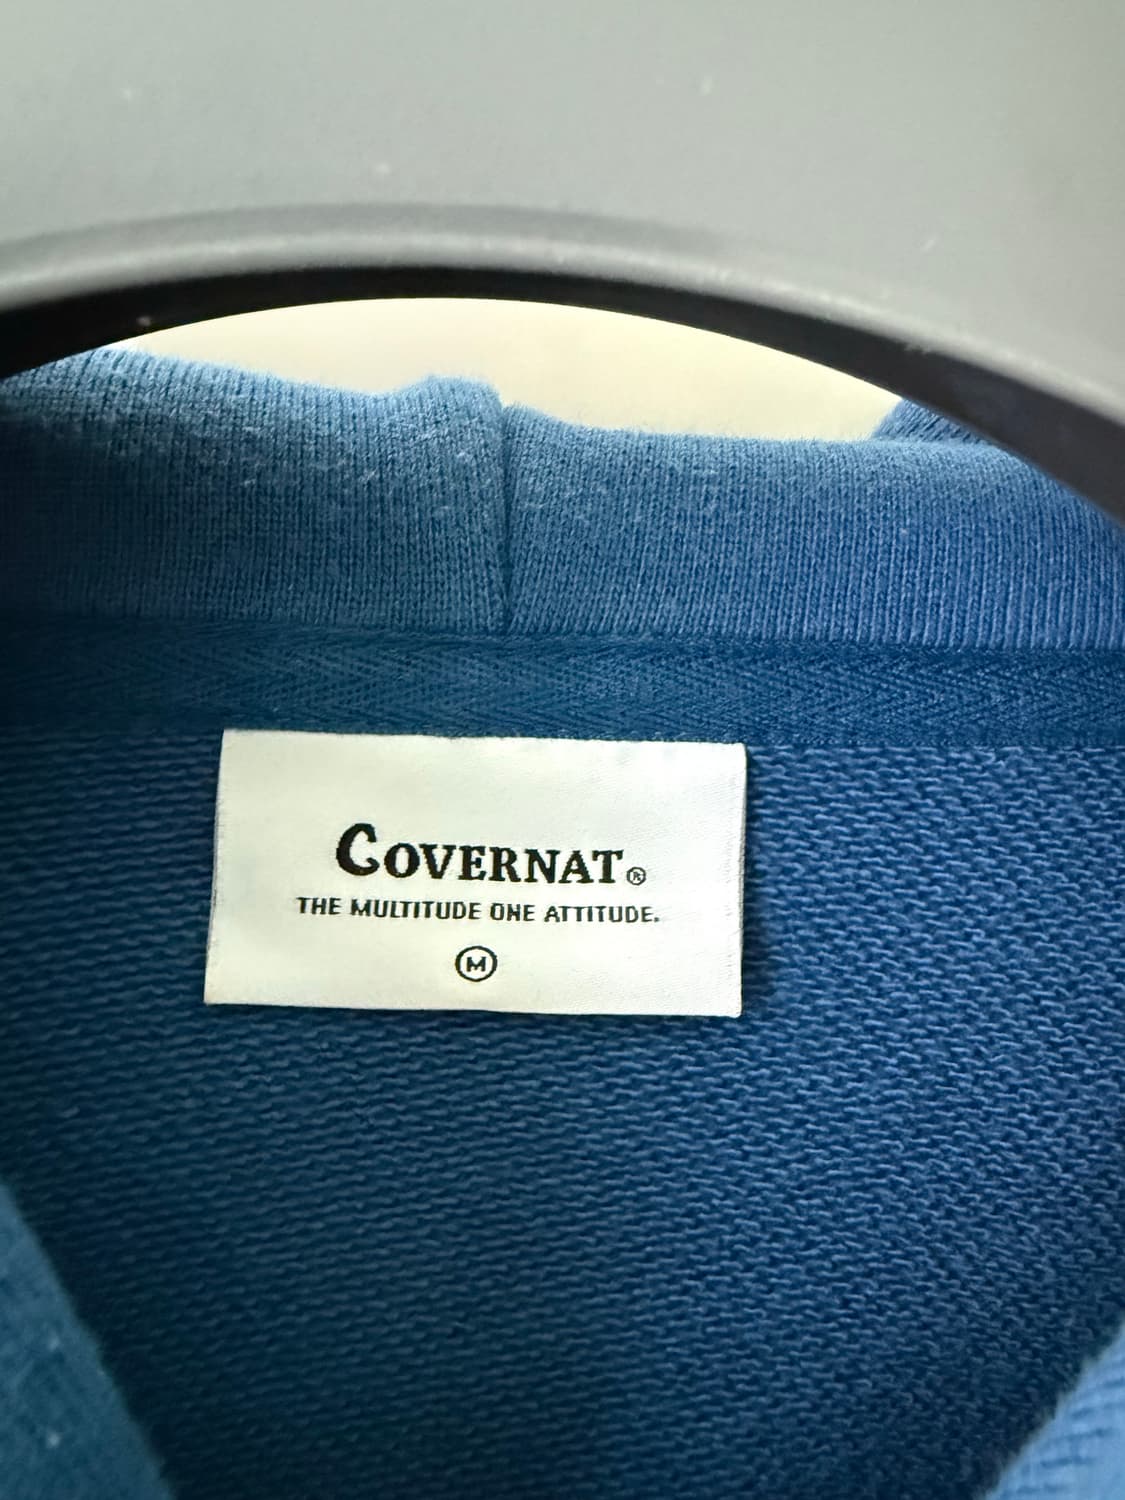 COVERNAT®
THE MULTITUDE ONE ATTITUDE.
M